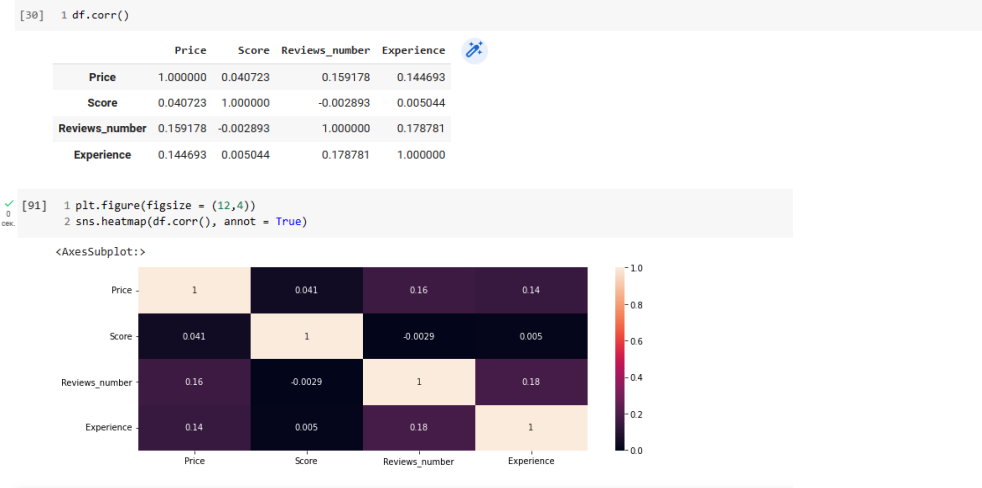 [30] 1 df.corr()
Price Score Reviews_number Experience
Price 1.000000 0.040723 0.159178 0.144693
Score 0.040723 1.000000 -0.002893 0.005044
Reviews_number 0.159178 -0.002893 1.000000 0.178781
Experience 0.144693 0.005044 0.178781 1.000000
[91] 1 plt.figure(figsize = (12,4))
0 сек. 2 sns.heatmap(df.corr(), annot = True)
<AxesSubplot:>
1.0
Price 1 0.041 0.16 0.14
0.8
Score 0.041 1 -0.0029 0.005
0.6
Reviews_number 0.16 -0.0029 1 0.18
0.4
0.2
Experience 0.14 0.005 0.18 1
0.0
Price Score Reviews_number Experience